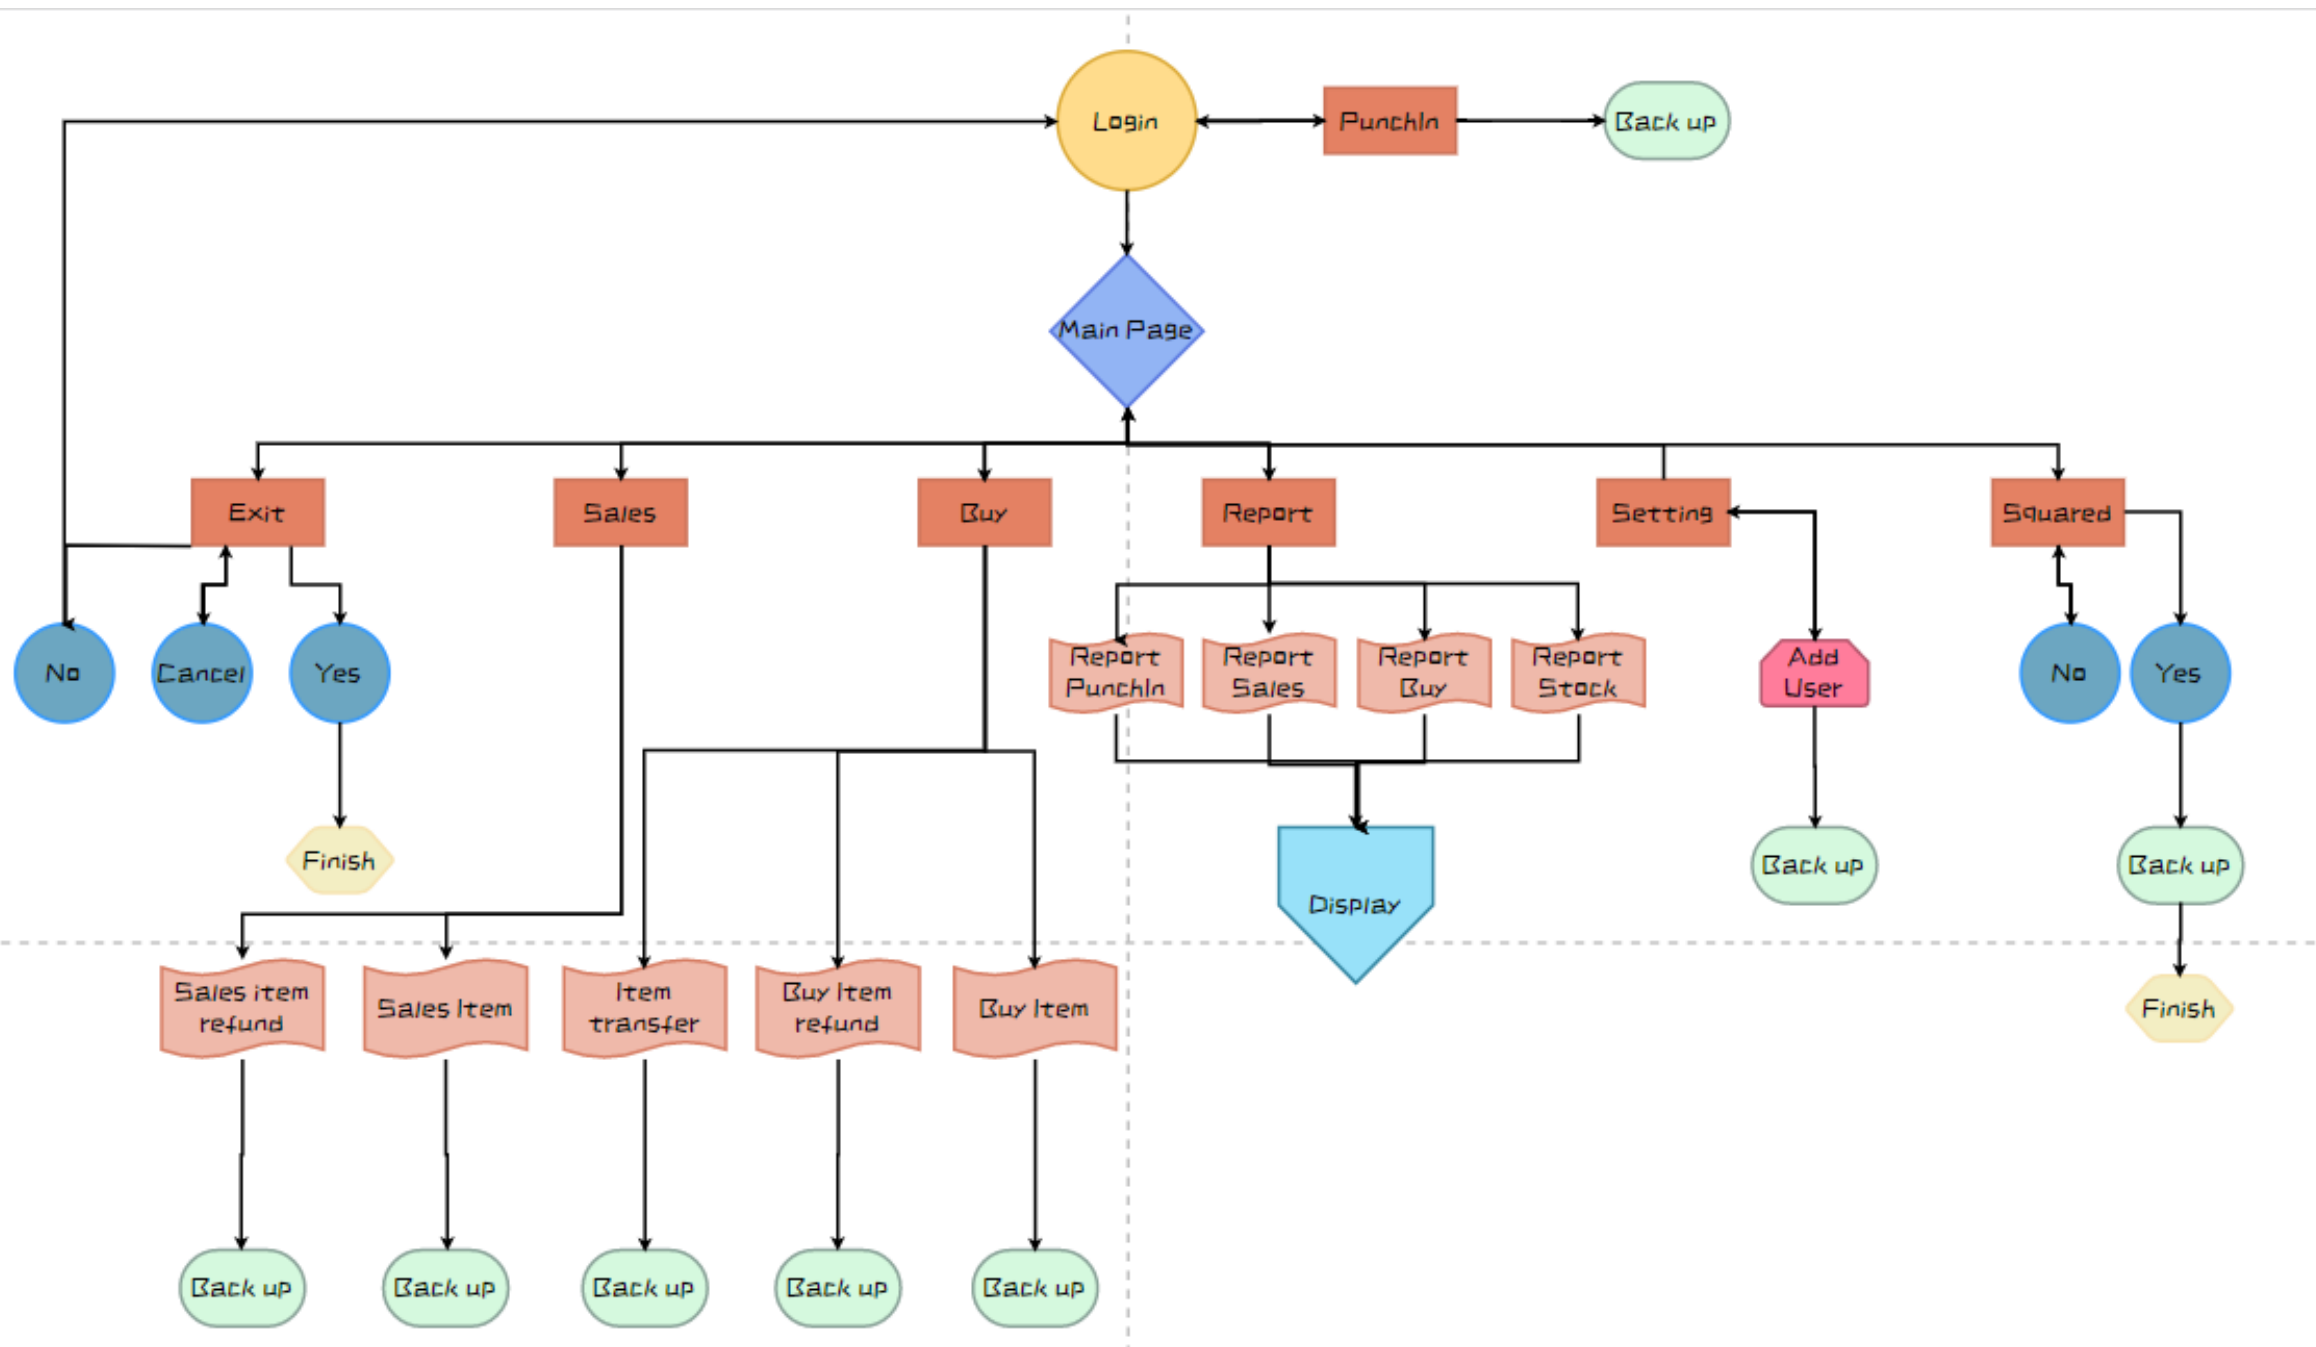 Login
PunchIn
Back up
Main Page
Exit
Sales
Buy
Report
Setting
Squared
No
Cancel
Yes
Report
PunchIn
Report
Sales
Report
Buy
Report
Stock
Add
User
No
Yes
Finish
Display
Back up
Back up
Sales item
refund
Sales Item
Item
transfer
Buy Item
refund
Buy Item
Finish
Back up
Back up
Back up
Back up
Back up